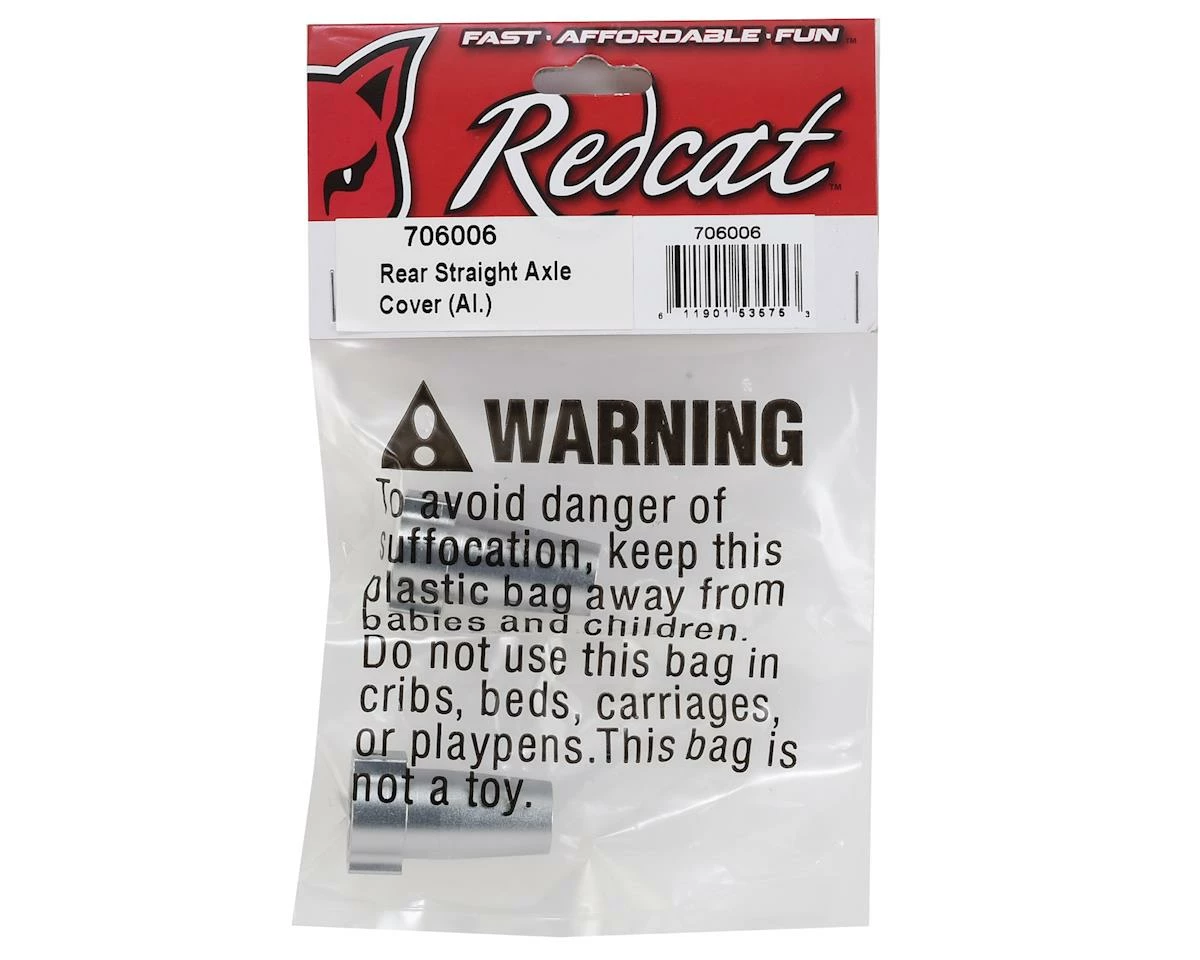 FAST · AFFORDABLE · FUN TM
Redcat TM
706006
Rear Straight Axle
Cover (Al.)
706006
6 11901 53575 3
WARNING
To avoid danger of
suffocation, keep this
plastic bag away from
babies and children.
Do not use this bag in
cribs, beds, carriages,
or playpens.This bag is
not a toy.